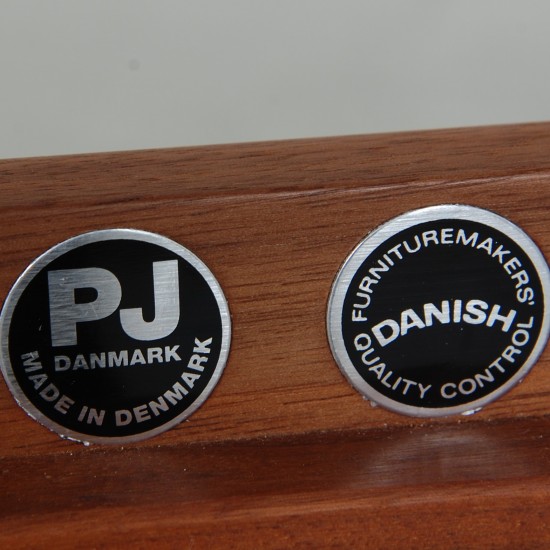 PJ
DANMARK
MADE IN DENMARK
FURNITUREMAKERS'
DANISH
QUALITY CONTROL